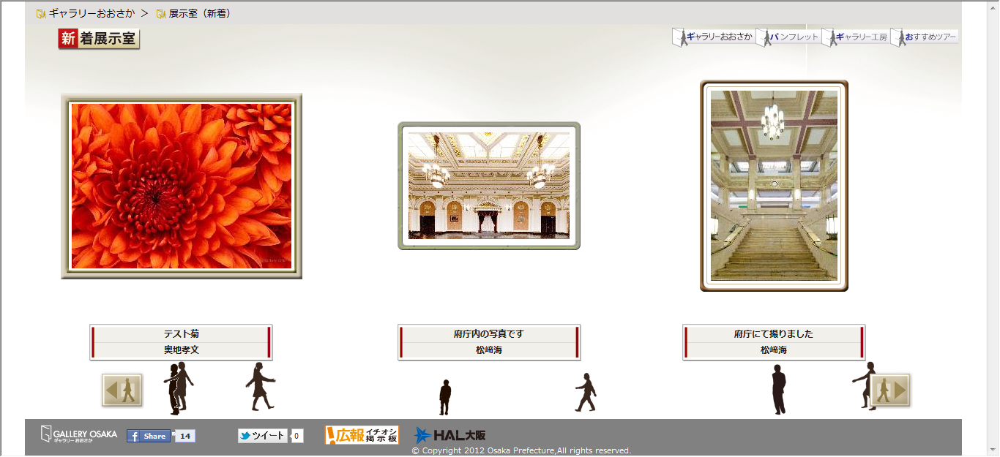 ギャラリーおおさか ＞ 展示室（新着）
新着展示室
ギャラリーおおさか パンフレット ギャラリー工房 おすすめツアー
テスト菊
奥地孝文
府庁内の写真です
松﨑海
府庁にて撮りました
松﨑海
GALLERY OSAKA
ギャラリーおおさか
Share 14
ツイート 0
!広報イチオシ掲示板
HAL大阪
© Copyright 2012 Osaka Prefecture,All rights reserved.